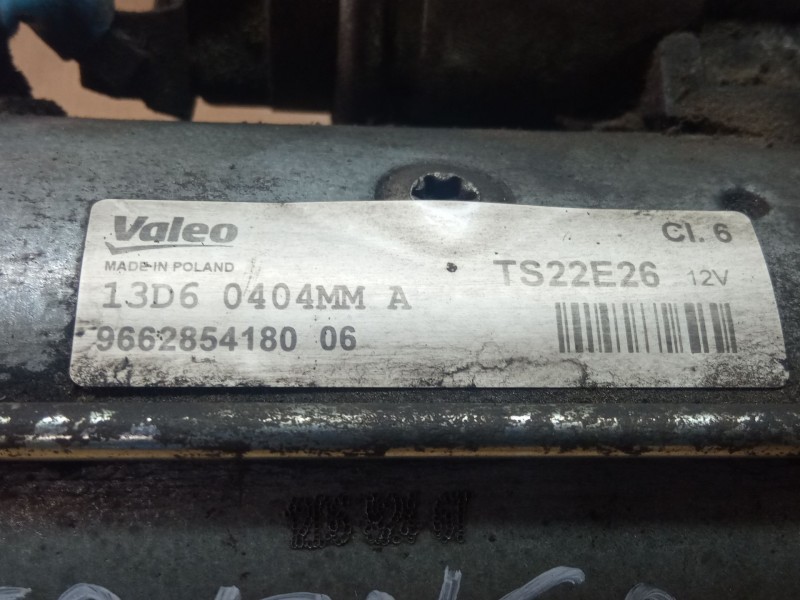 Valeo
Cl. 6
MADE IN POLAND
TS22E26 12V
13D6 0404MM A
9662854180 06